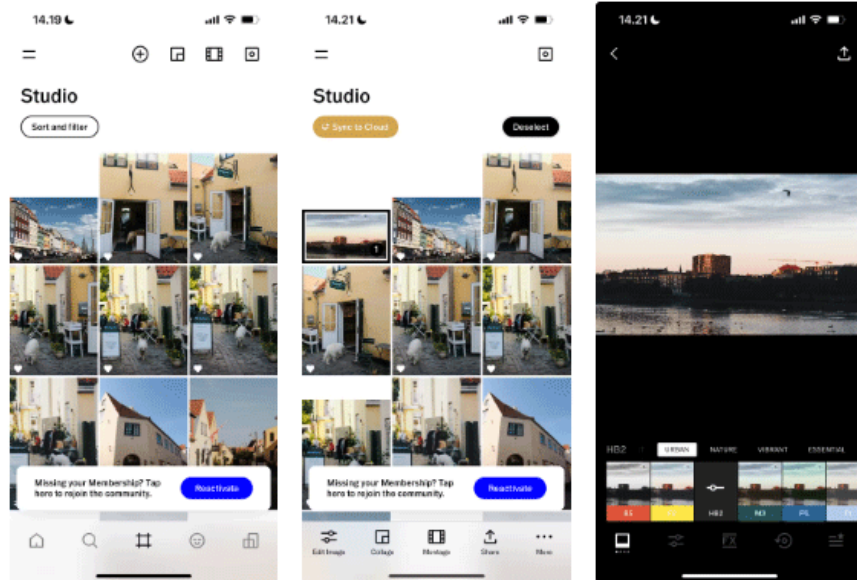 14.19
Studio
Sort and filter
Missing your Membership? Tap
here to rejoin the community.
Reactivate
14.21
Studio
Sync to Cloud
Deselect
1
Missing your Membership? Tap
here to rejoin the community.
Reactivate
Edit Image
Collage
Montage
Share
More
14.21
HB2
URBAN
NATURE
VIBRANT
ESSENTIAL
HB2
FX